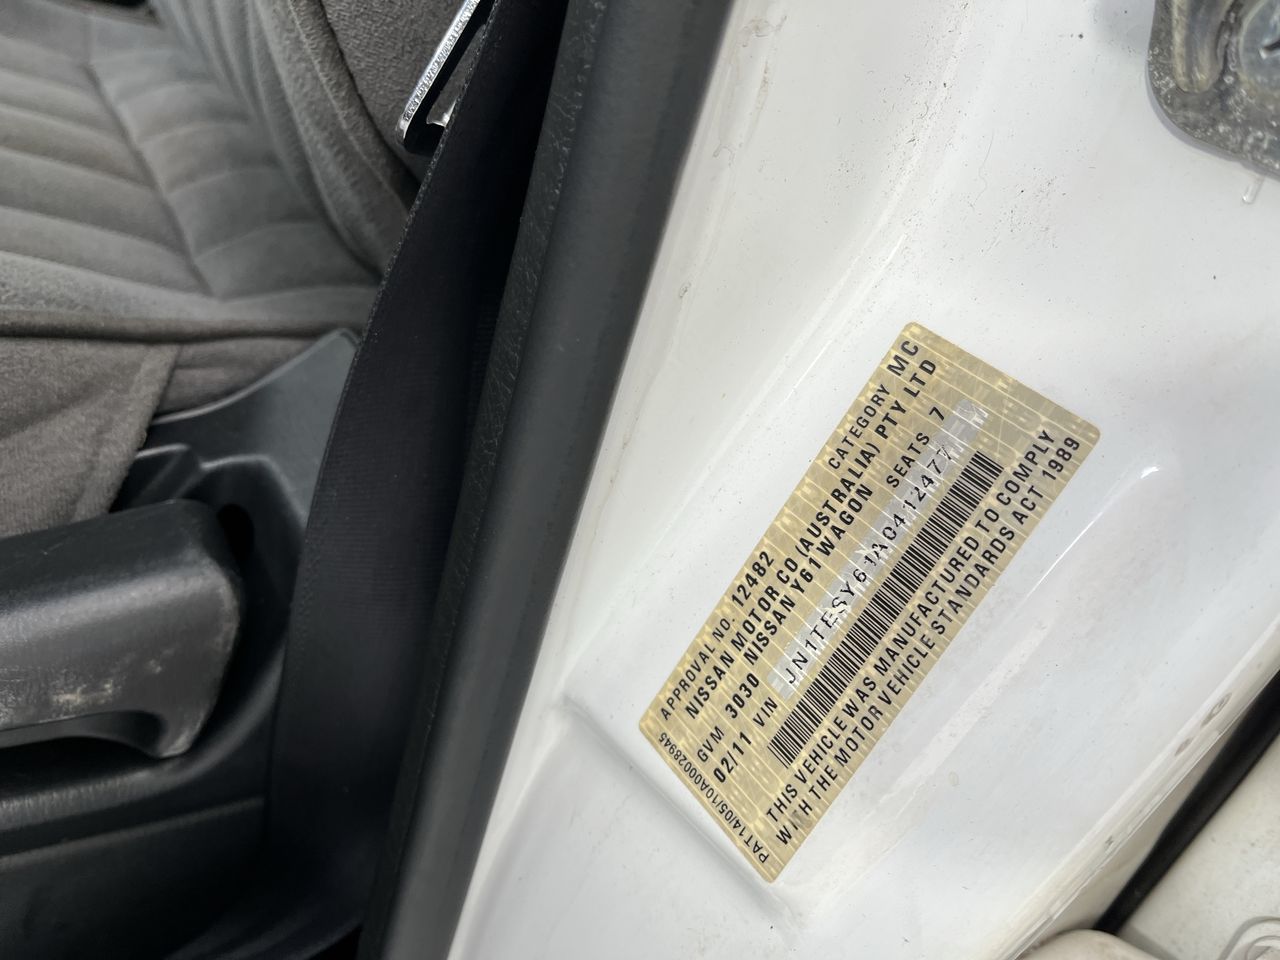 APPROVAL NO. 12482 CATEGORY MC
NISSAN MOTOR CO (AUSTRALIA) PTY LTD
GVM 3030 NISSAN Y61 WAGON SEATS 7
02/11 VIN
THIS VEHICLE WAS MANUFACTURED TO COMPLY
WITH THE MOTOR VEHICLE STANDARDS ACT 1989
PAT14/05/10A00028945